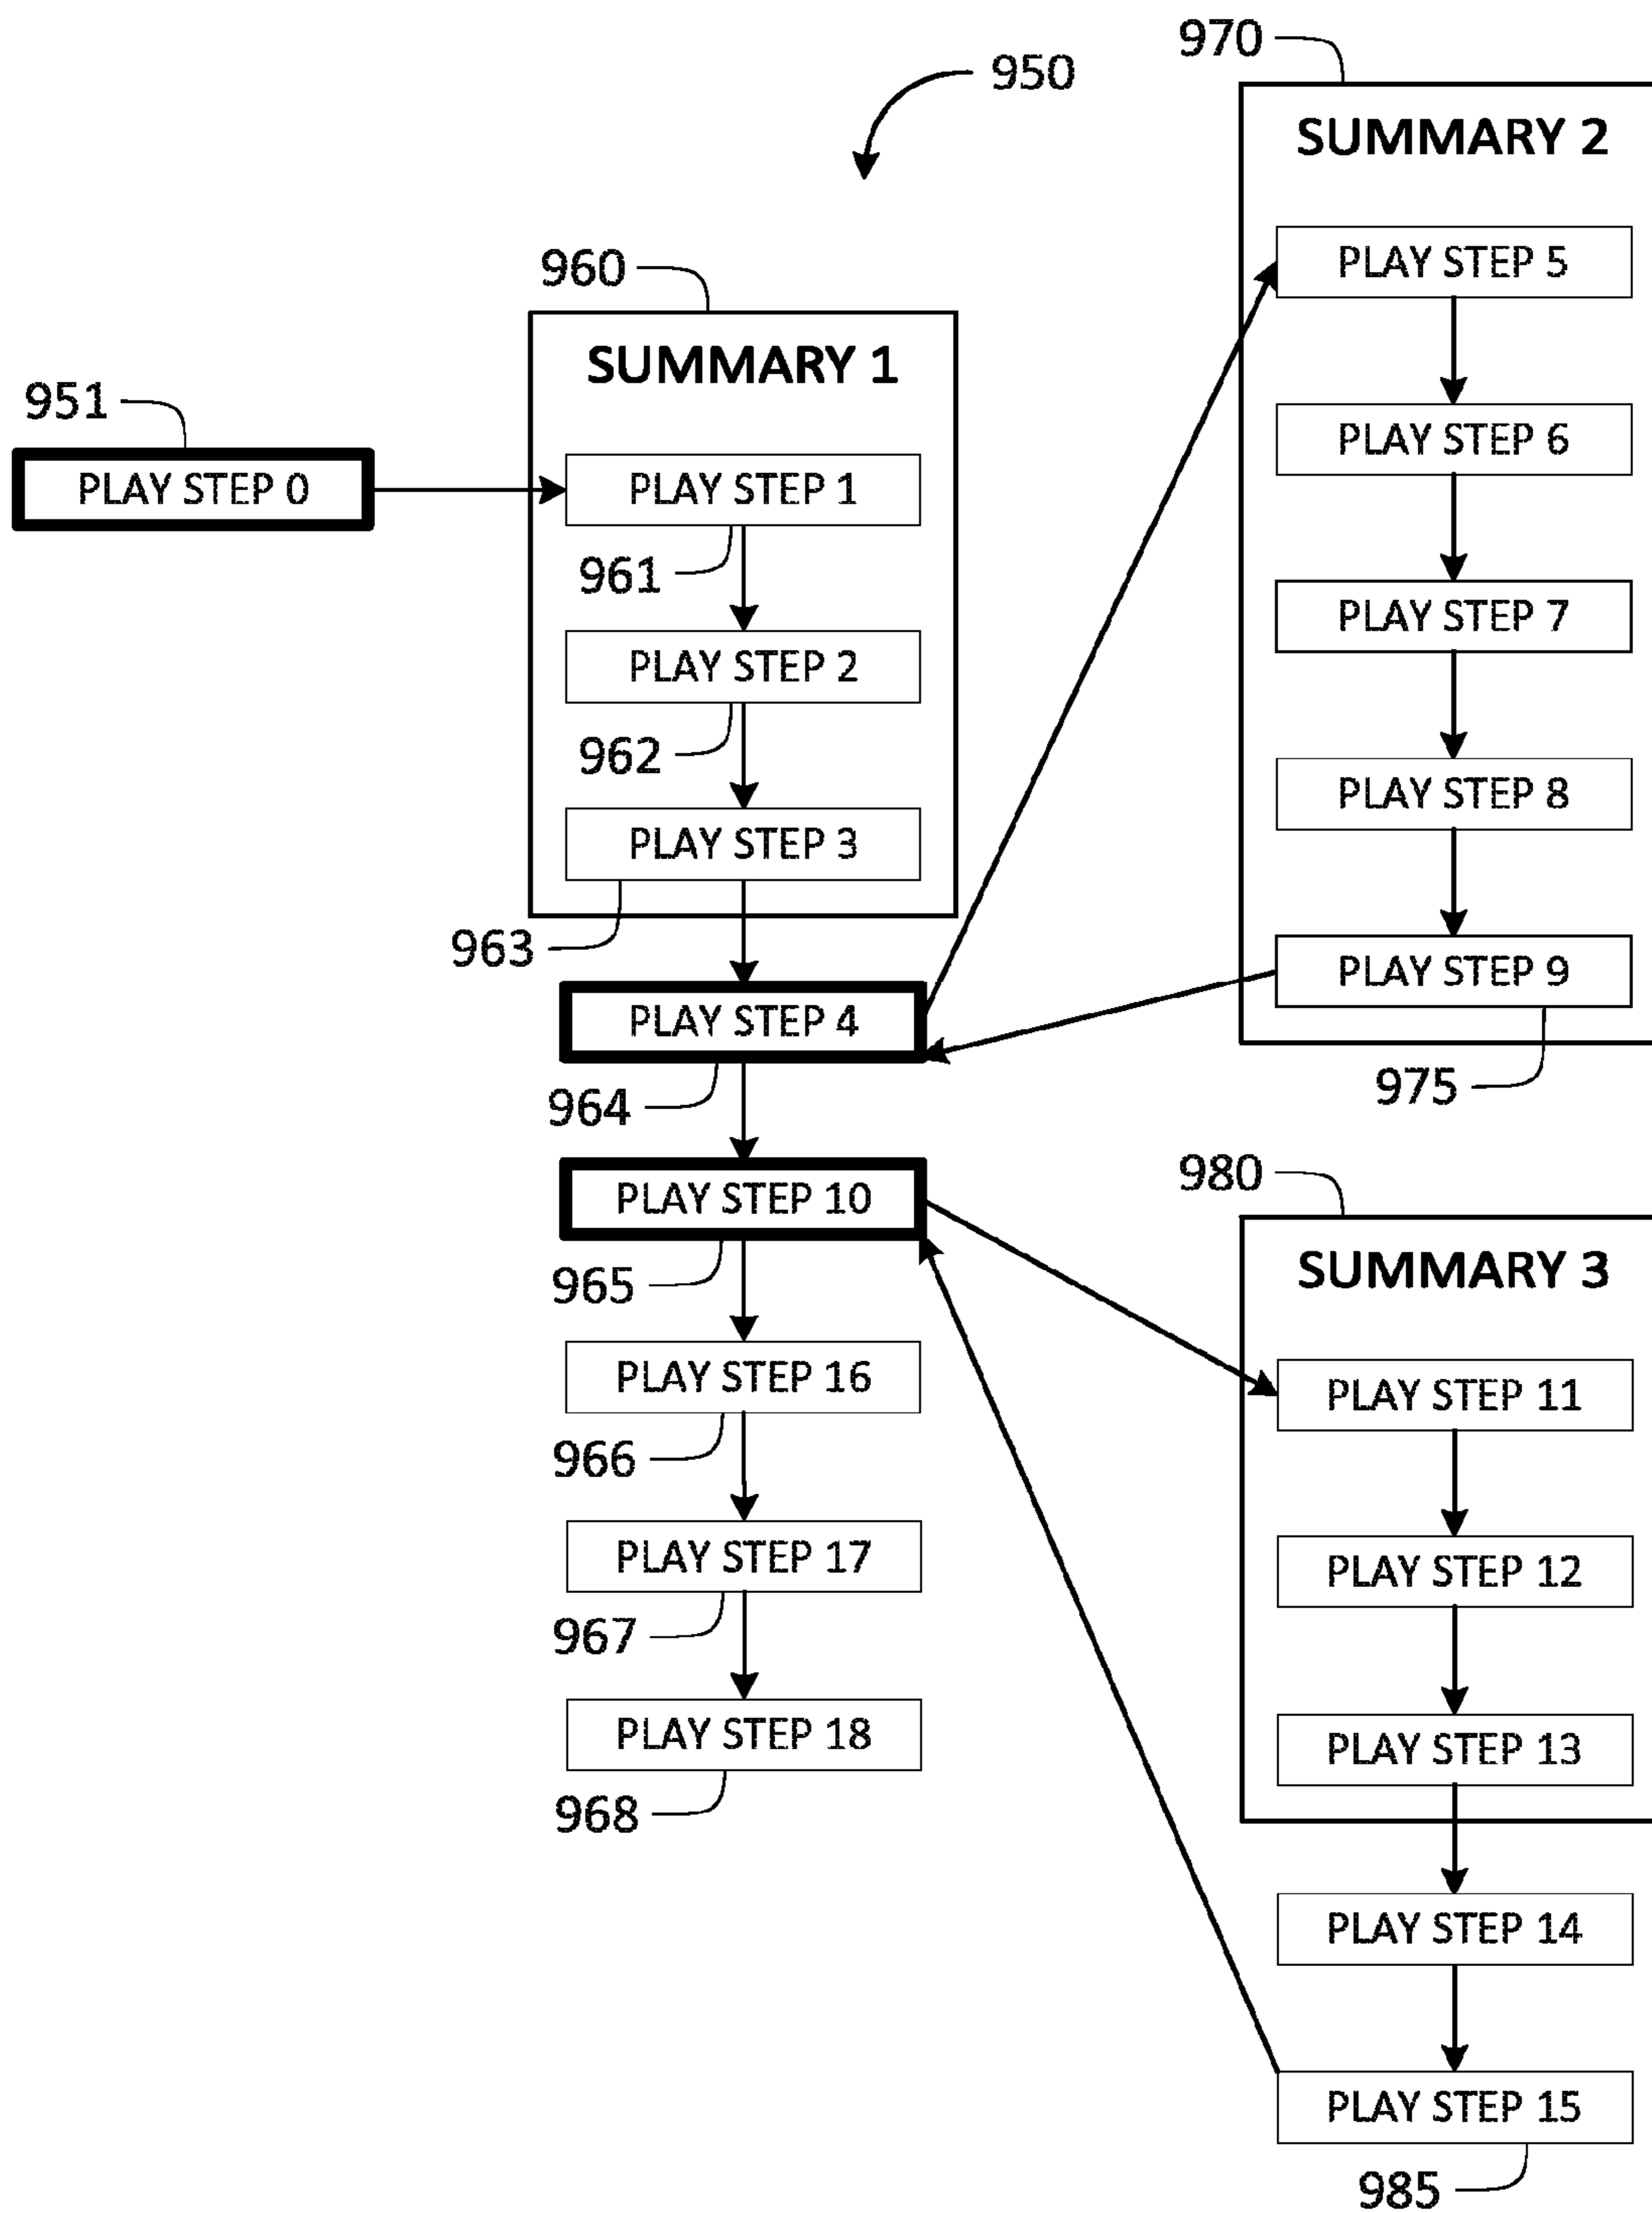 950
970
SUMMARY 2
PLAY STEP 5
PLAY STEP 6
PLAY STEP 7
PLAY STEP 8
PLAY STEP 9
975
960
SUMMARY 1
951
PLAY STEP 0
PLAY STEP 1
961
PLAY STEP 2
962
PLAY STEP 3
963
PLAY STEP 4
964
PLAY STEP 10
965
PLAY STEP 16
966
PLAY STEP 17
967
PLAY STEP 18
968
980
SUMMARY 3
PLAY STEP 11
PLAY STEP 12
PLAY STEP 13
PLAY STEP 14
PLAY STEP 15
985